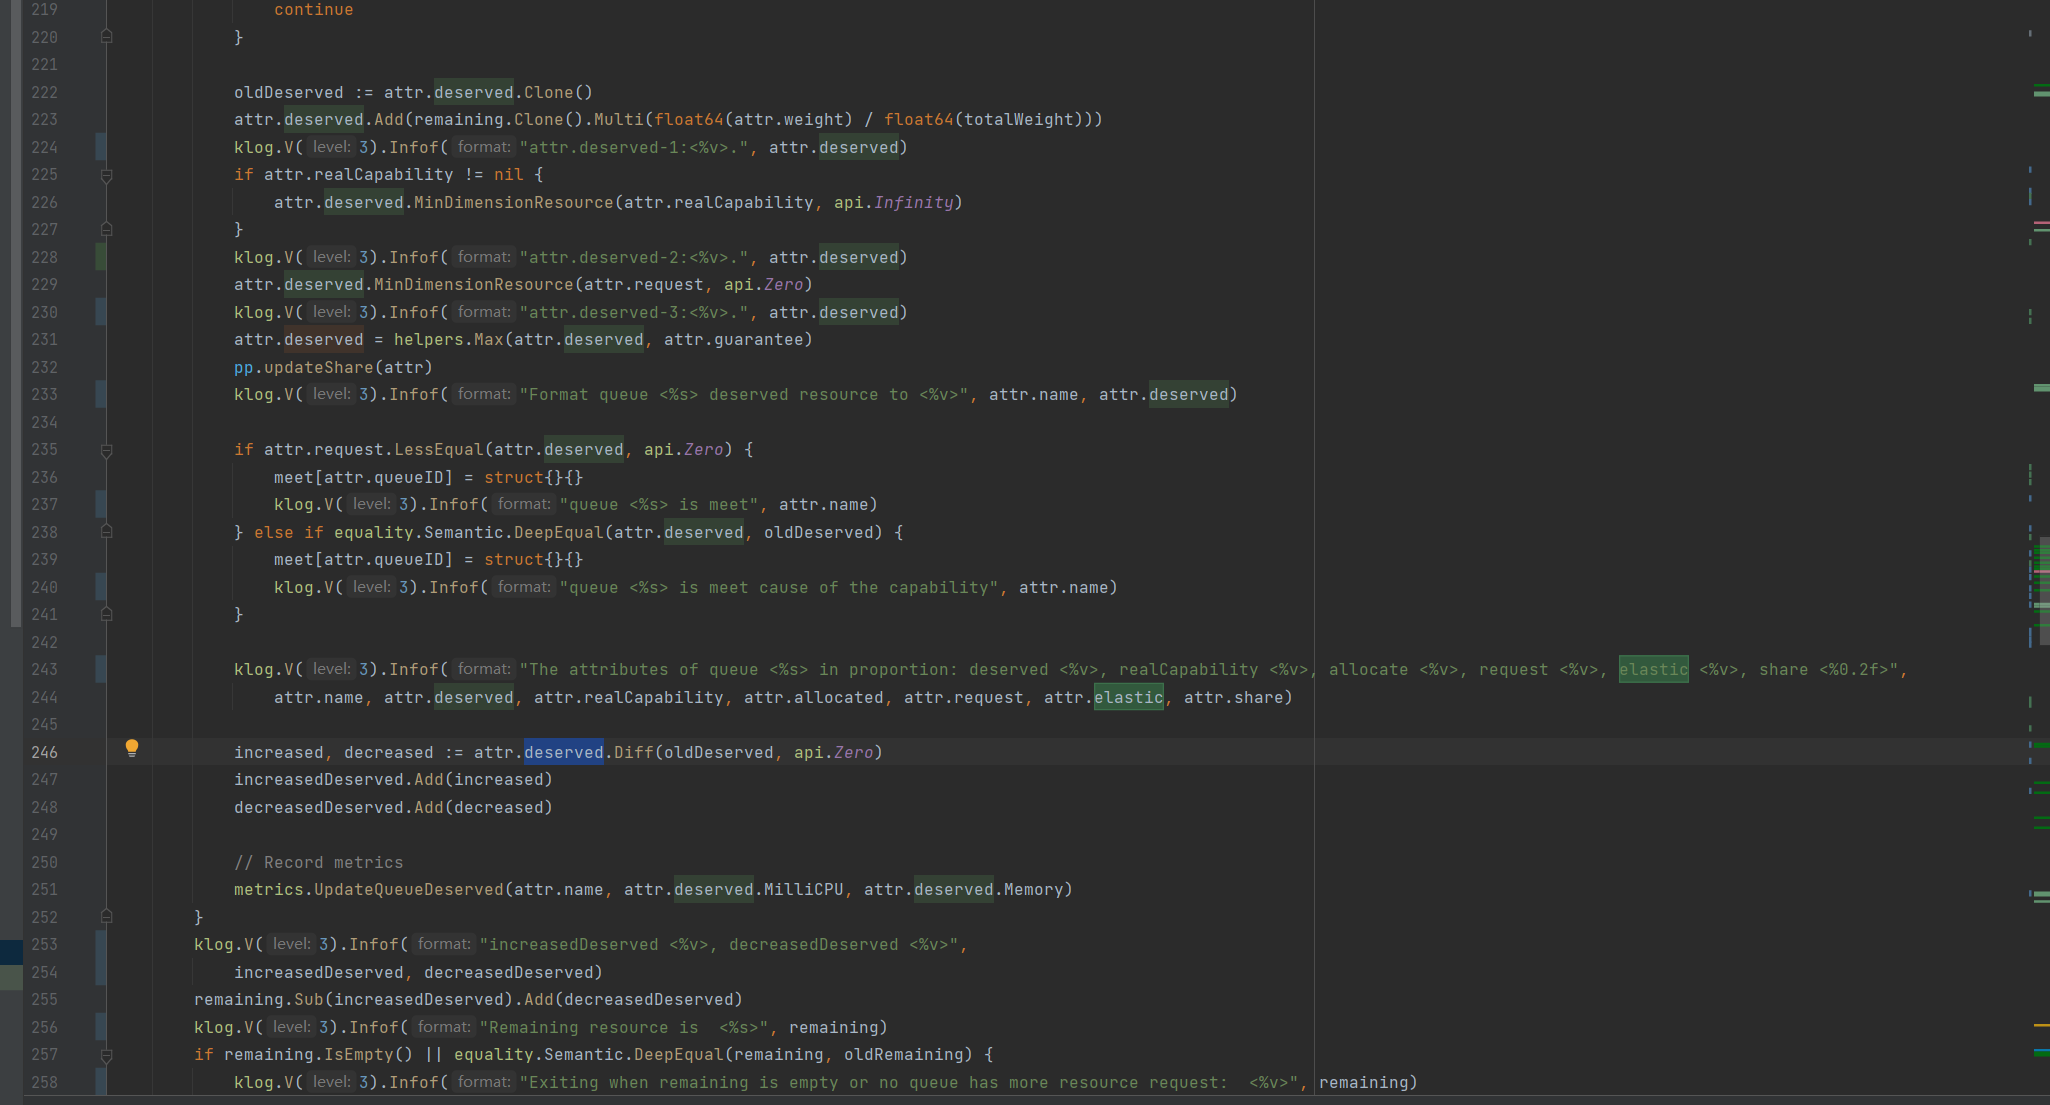 219 continue
220 }
221
222 oldDeserved := attr.deserved.Clone()
223 attr.deserved.Add(remaining.Clone().Multi(float64(attr.weight) / float64(totalWeight)))
224 klog.V( level: 3).Infof( format: "attr.deserved-1:<%v>.", attr.deserved)
225 if attr.realCapability != nil {
226 attr.deserved.MinDimensionResource(attr.realCapability, api.Infinity)
227 }
228 klog.V( level: 3).Infof( format: "attr.deserved-2:<%v>.", attr.deserved)
229 attr.deserved.MinDimensionResource(attr.request, api.Zero)
230 klog.V( level: 3).Infof( format: "attr.deserved-3:<%v>.", attr.deserved)
231 attr.deserved = helpers.Max(attr.deserved, attr.guarantee)
232 pp.updateShare(attr)
233 klog.V( level: 3).Infof( format: "Format queue <%s> deserved resource to <%v>", attr.name, attr.deserved)
234
235 if attr.request.LessEqual(attr.deserved, api.Zero) {
236 meet[attr.queueID] = struct{}{}
237 klog.V( level: 3).Infof( format: "queue <%s> is meet", attr.name)
238 } else if equality.Semantic.DeepEqual(attr.deserved, oldDeserved) {
239 meet[attr.queueID] = struct{}{}
240 klog.V( level: 3).Infof( format: "queue <%s> is meet cause of the capability", attr.name)
241 }
242
243 klog.V( level: 3).Infof( format: "The attributes of queue <%s> in proportion: deserved <%v>, realCapability <%v>, allocate <%v>, request <%v>, elastic <%v>, share <%0.2f>",
244 attr.name, attr.deserved, attr.realCapability, attr.allocated, attr.request, attr.elastic, attr.share)
245
246 increased, decreased := attr.deserved.Diff(oldDeserved, api.Zero)
247 increasedDeserved.Add(increased)
248 decreasedDeserved.Add(decreased)
249
250 // Record metrics
251 metrics.UpdateQueueDeserved(attr.name, attr.deserved.MilliCPU, attr.deserved.Memory)
252 }
253 klog.V( level: 3).Infof( format: "increasedDeserved <%v>, decreasedDeserved <%v>",
254 increasedDeserved, decreasedDeserved)
255 remaining.Sub(increasedDeserved).Add(decreasedDeserved)
256 klog.V( level: 3).Infof( format: "Remaining resource is  <%s>", remaining)
257 if remaining.IsEmpty() || equality.Semantic.DeepEqual(remaining, oldRemaining) {
258 klog.V( level: 3).Infof( format: "Exiting when remaining is empty or no queue has more resource request:  <%v>", remaining)